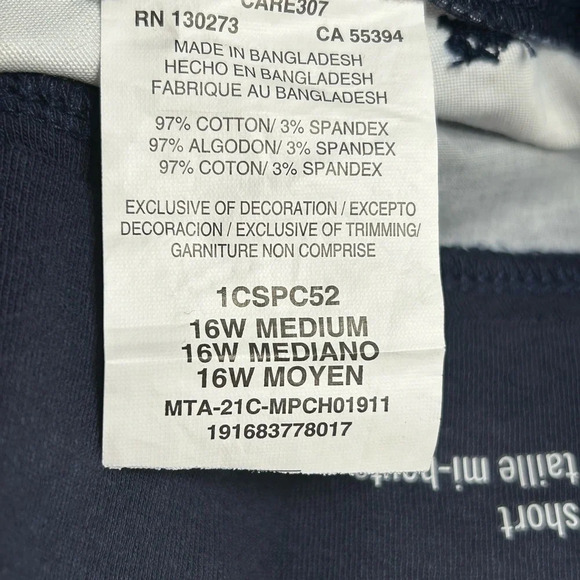 CARE307
RN 130273 CA 55394
MADE IN BANGLADESH
HECHO EN BANGLADESH
FABRIQUE AU BANGLADESH
97% COTTON/ 3% SPANDEX
97% ALGODON/ 3% SPANDEX
97% COTON/ 3% SPANDEX
EXCLUSIVE OF DECORATION / EXCEPTO
DECORACION / EXCLUSIVE OF TRIMMING/
GARNITURE NON COMPRISE
1CSPC52
16W MEDIUM
16W MEDIANO
16W MOYEN
MTA-21C-MPCH01911
191683778017
short
taille mi-haute